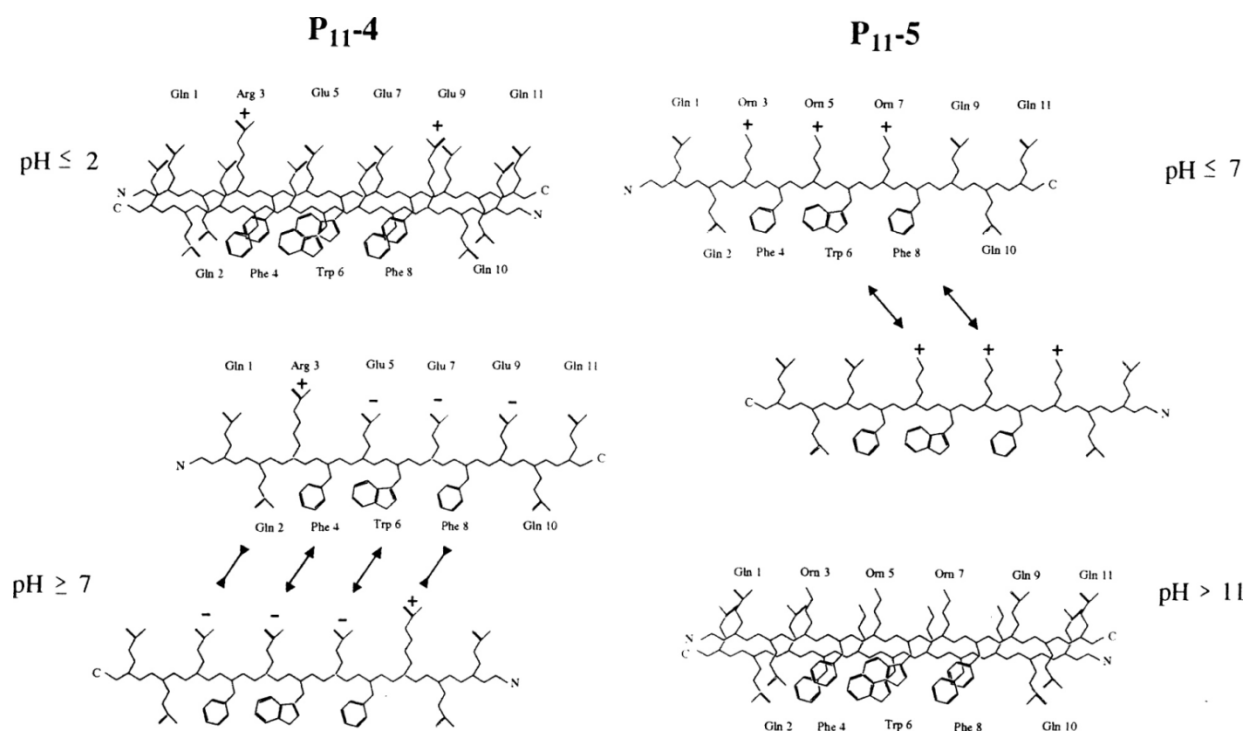 P11-4
Gln 1 Arg 3 Glu 5 Glu 7 Glu 9 Gln 11
+ +
pH ≤ 2
N C
C N
Gln 2 Phe 4 Trp 6 Phe 8 Gln 10
Gln 1 Arg 3 Glu 5 Glu 7 Glu 9 Gln 11
+ - - -
N C
Gln 2 Phe 4 Trp 6 Phe 8 Gln 10
pH ≥ 7
- - - +
C N
P11-5
Gln 1 Orn 3 Orn 5 Orn 7 Gln 9 Gln 11
+ + +
pH ≤ 7
N C
Gln 2 Phe 4 Trp 6 Phe 8 Gln 10
+ + +
C N
Gln 1 Orn 3 Orn 5 Orn 7 Gln 9 Gln 11
pH > 11
N C
C N
Gln 2 Phe 4 Trp 6 Phe 8 Gln 10